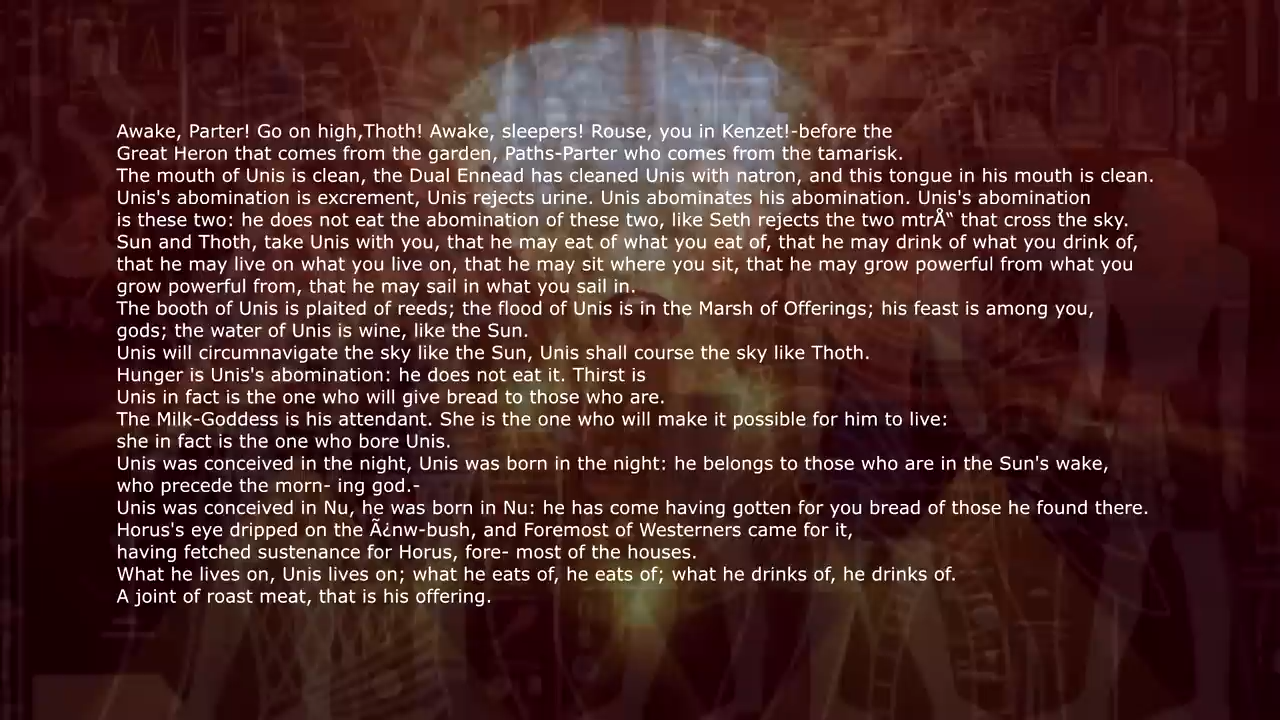 Awake, Parter! Go on high,Thoth! Awake, sleepers! Rouse, you in Kenzet!-before the
Great Heron that comes from the garden, Paths-Parter who comes from the tamarisk.
The mouth of Unis is clean, the Dual Ennead has cleaned Unis with natron, and this tongue in his mouth is clean.
Unis's abomination is excrement, Unis rejects urine. Unis abominates his abomination. Unis's abomination
is these two: he does not eat the abomination of these two, like Seth rejects the two mtrÅ“ that cross the sky.
Sun and Thoth, take Unis with you, that he may eat of what you eat of, that he may drink of what you drink of,
that he may live on what you live on, that he may sit where you sit, that he may grow powerful from what you
grow powerful from, that he may sail in what you sail in.
The booth of Unis is plaited of reeds; the flood of Unis is in the Marsh of Offerings; his feast is among you,
gods; the water of Unis is wine, like the Sun.
Unis will circumnavigate the sky like the Sun, Unis shall course the sky like Thoth.
Hunger is Unis's abomination: he does not eat it. Thirst is
Unis in fact is the one who will give bread to those who are.
The Milk-Goddess is his attendant. She is the one who will make it possible for him to live:
she in fact is the one who bore Unis.
Unis was conceived in the night, Unis was born in the night: he belongs to those who are in the Sun's wake,
who precede the morn- ing god.-
Unis was conceived in Nu, he was born in Nu: he has come having gotten for you bread of those he found there.
Horus's eye dripped on the Ã¿nw-bush, and Foremost of Westerners came for it,
having fetched sustenance for Horus, fore- most of the houses.
What he lives on, Unis lives on; what he eats of, he eats of; what he drinks of, he drinks of.
A joint of roast meat, that is his offering.